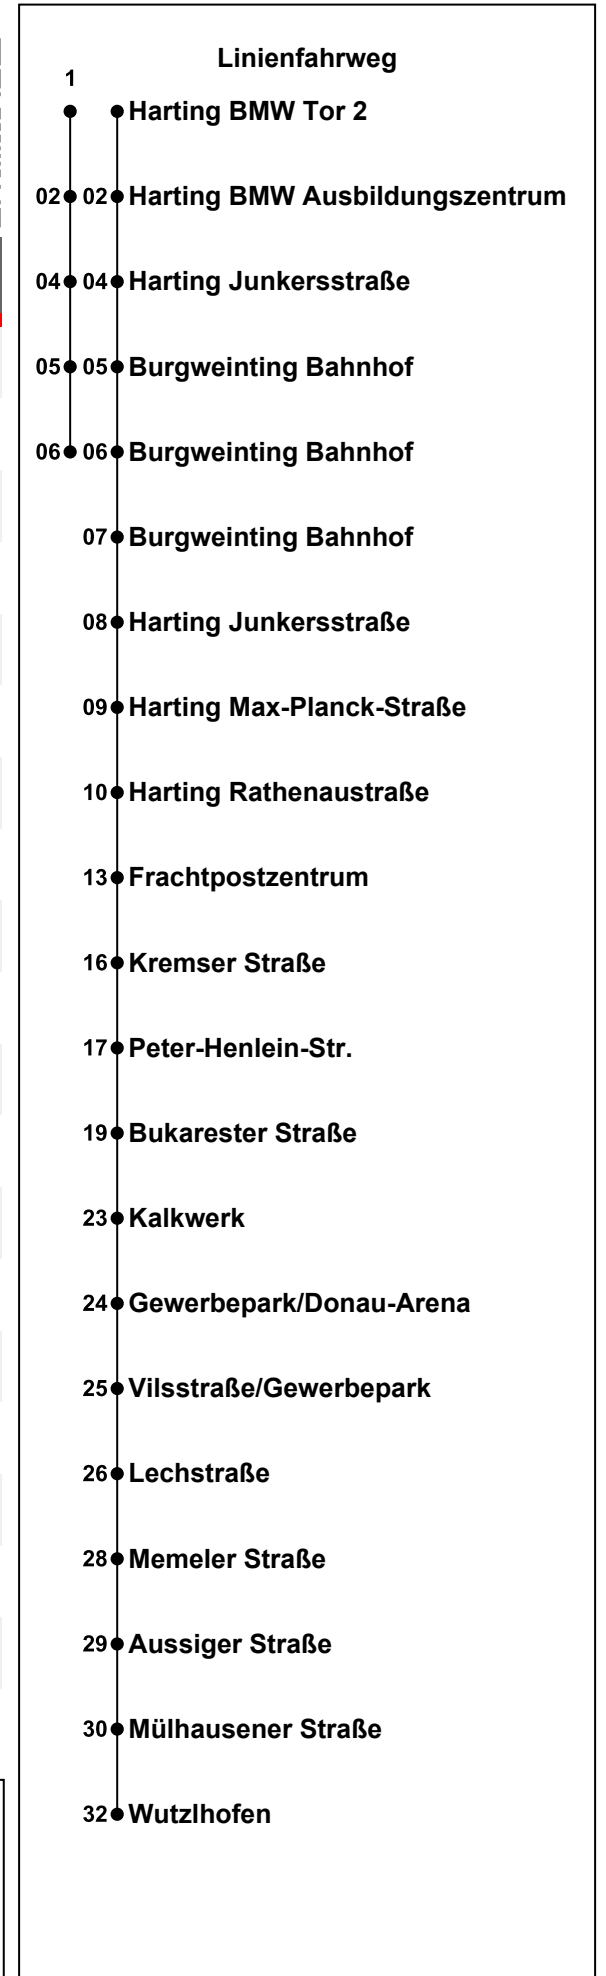 Linienfahrweg
1
Harting BMW Tor 2
02 02 Harting BMW Ausbildungszentrum
04 04 Harting Junkersstraße
05 05 Burgweinting Bahnhof
06 06 Burgweinting Bahnhof
07 Burgweinting Bahnhof
08 Harting Junkersstraße
09 Harting Max-Planck-Straße
10 Harting Rathenaustraße
13 Frachtpostzentrum
16 Kremser Straße
17 Peter-Henlein-Str.
19 Bukarester Straße
23 Kalkwerk
24 Gewerbepark/Donau-Arena
25 Vilsstraße/Gewerbepark
26 Lechstraße
28 Memeler Straße
29 Aussiger Straße
30 Mülhausener Straße
32 Wutzlhofen